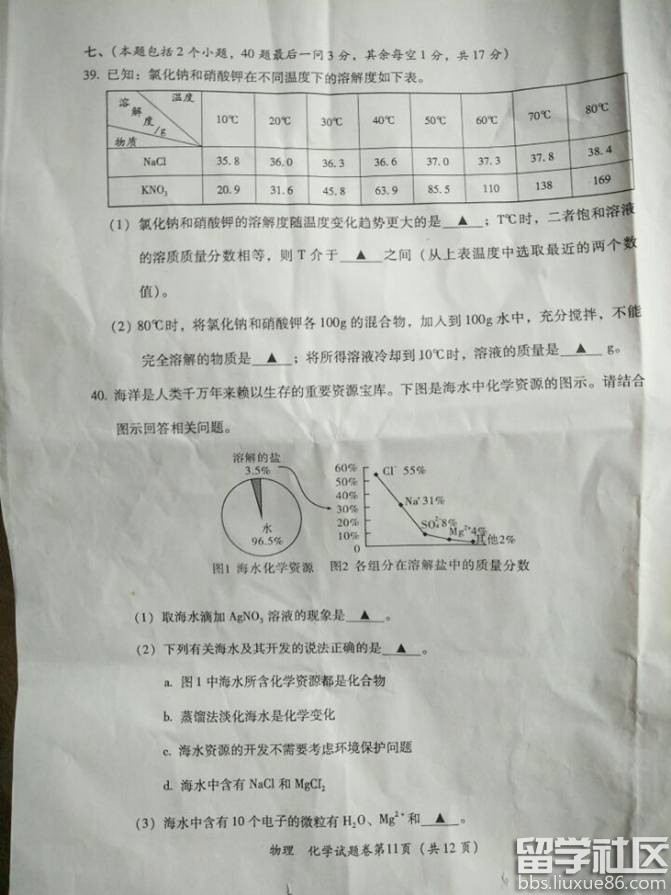 七、(本题包括2个小题，40题最后一问3分，其余每空1分，共17分)
39. 已知：氯化钠和硝酸钾在不同温度下的溶解度如下表。
溶解度/g 温度 物质 10℃ 20℃ 30℃ 40℃ 50℃ 60℃ 70℃ 80℃
NaCl 35.8 36.0 36.3 36.6 37.0 37.3 37.8 38.4
KNO₃ 20.9 31.6 45.8 63.9 85.5 110 138 169
(1) 氯化钠和硝酸钾的溶解度随温度变化趋势更大的是 ▲ ；T℃时，二者饱和溶液
的溶质质量分数相等，则T介于 ▲ 之间（从上表温度中选取最近的两个数
值）。
(2) 80℃时，将氯化钠和硝酸钾各100g的混合物，加入到100g水中，充分搅拌，不能
完全溶解的物质是 ▲ ；将所得溶液冷却到10℃时，溶液的质量是 ▲ g。
40. 海洋是人类千万年来赖以生存的重要资源宝库。下图是海水中化学资源的图示。请结合
图示回答相关问题。
溶解的盐
3.5%
水
96.5%
图1 海水化学资源
60%
50%
40%
30%
20%
10%
0
Cl⁻ 55%
Na⁺31%
SO₄²⁻8%
Mg²⁺4%
其他2%
图2 各组分在溶解盐中的质量分数
(1) 取海水滴加AgNO₃溶液的现象是 ▲ 。
(2) 下列有关海水及其开发的说法正确的是 ▲ 。
a. 图1中海水所含化学资源都是化合物
b. 蒸馏法淡化海水是化学变化
c. 海水资源的开发不需要考虑环境保护问题
d. 海水中含有NaCl和MgCl₂
(3) 海水中含有10个电子的微粒有H₂O、Mg²⁺和 ▲ 。
物理 化学试题卷第11页（共12页）
留学社区
bbs.liuxue86.com